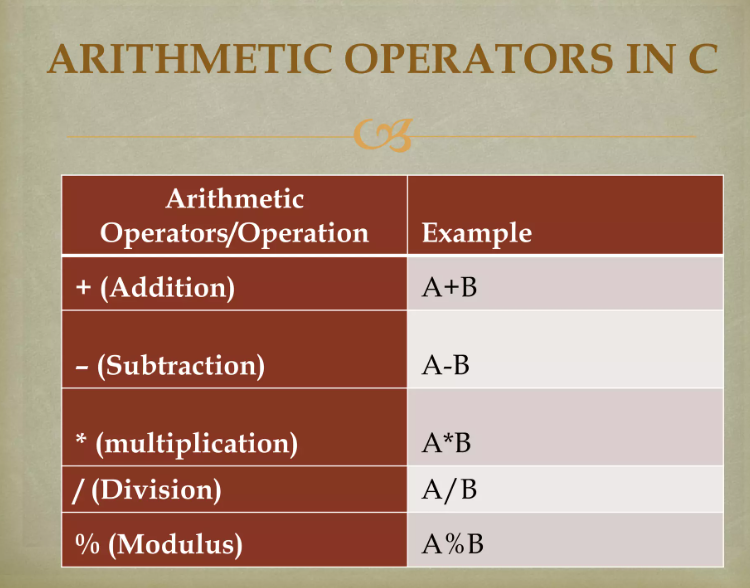 ARITHMETIC OPERATORS IN C
Arithmetic
Operators/Operation
Example
+ (Addition)
A+B
– (Subtraction)
A-B
* (multiplication)
A*B
/ (Division)
A/B
% (Modulus)
A%B